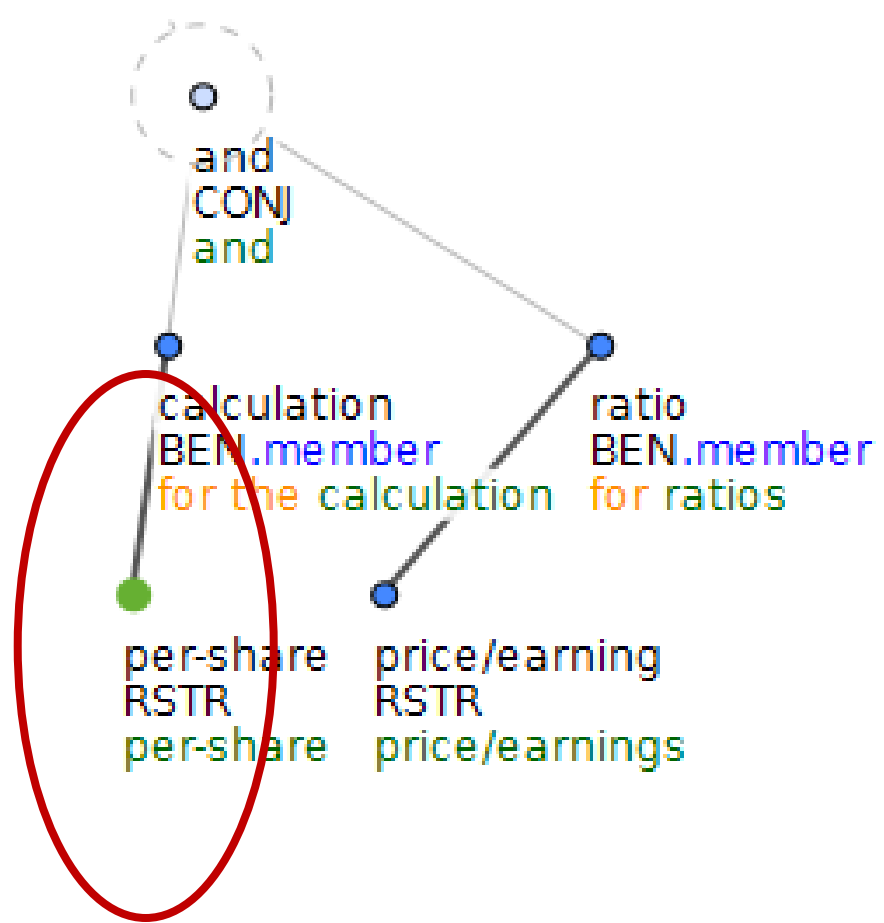 and
CONJ
and
calculation
BEN.member
for the calculation
ratio
BEN.member
for ratios
per-share
RSTR
per-share
price/earning
RSTR
price/earnings